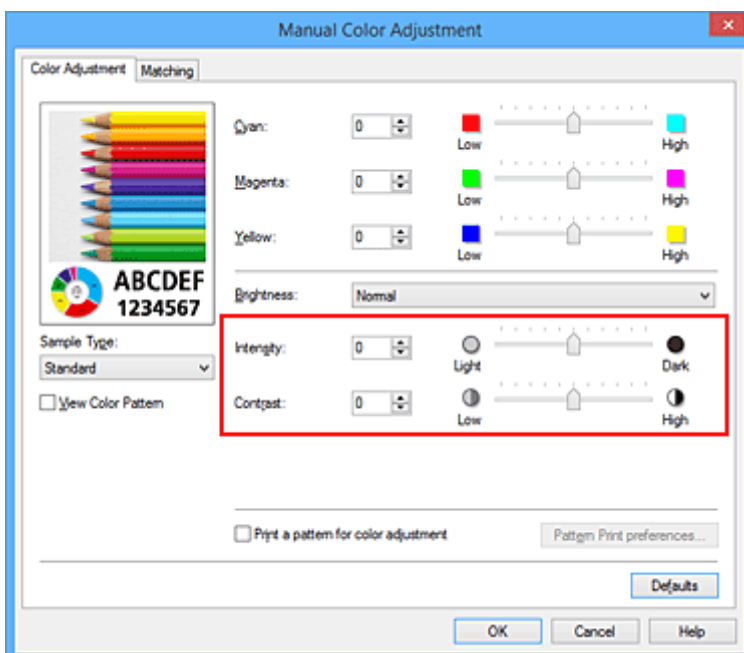 Manual Color Adjustment
Color Adjustment Matching
Cyan: 0 Low High
Magenta: 0 Low High
Yellow: 0 Low High
ABCDEF
1234567
Brightness: Normal
Sample Type:
Standard
View Color Pattern
Intensity: 0 Light Dark
Contrast: 0 Low High
Print a pattern for color adjustment Pattern Print preferences...
Defaults
OK Cancel Help